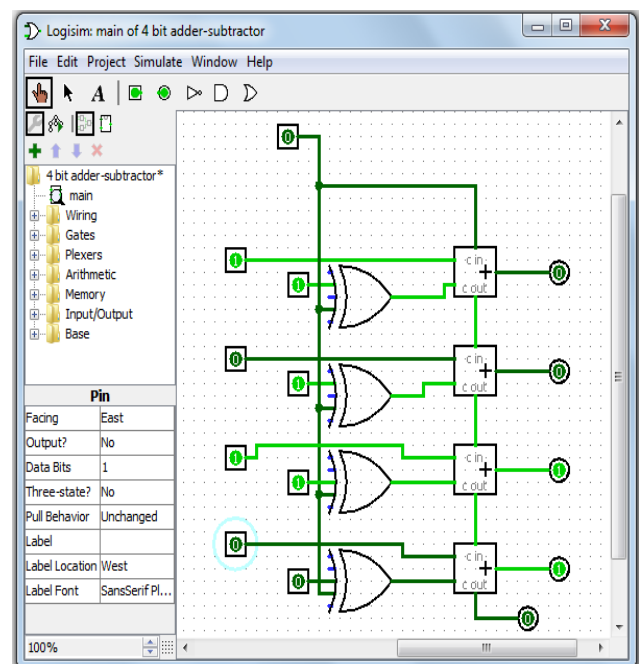 Logisim: main of 4 bit adder-subtractor
File Edit Project Simulate Window Help
A
4 bit adder-subtractor*
main
Wiring
Gates
Plexers
Arithmetic
Memory
Input/Output
Base
Pin
Facing East
Output? No
Data Bits 1
Three-state? No
Pull Behavior Unchanged
Label
Label Location West
Label Font SansSerif Pl...
100%
0
1
1
c in
+
c out
0
0
1
c in
+
c out
0
1
1
c in
+
c out
1
0
0
c in
+
c out
1
0